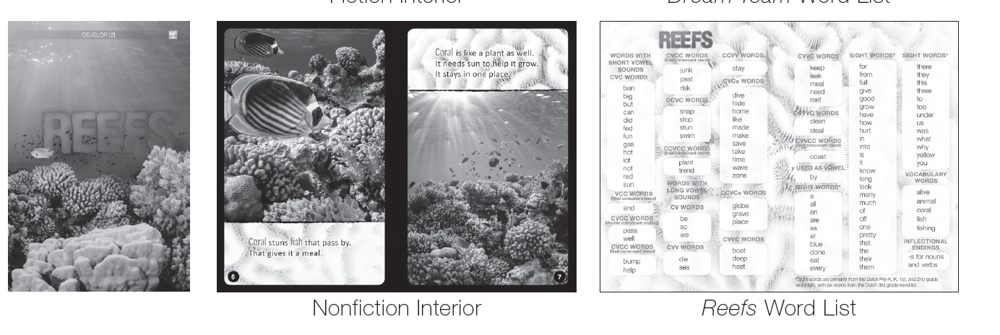 Fiction Interior
Dream Team Word List
DEVELOP [2]
NF
REEFS
Coral stuns fish that pass by.
That gives it a meal.
6
Coral is like a plant as well.
It needs sun to help it grow.
It stays in one place.
7
Nonfiction Interior
REEFS
WORDS WITH
SHORT VOWEL
SOUNDS
CVC WORDS
ban
big
but
can
did
fed
fun
gas
hot
lot
not
red
sun
VCC WORDS
(final consonant blend)
and
CVCC WORDS
(double consonant ending)
pass
well
CVCC WORDS
(final consonant blend)
bump
help
CVCC WORDS
(final consonant blend)
junk
past
risk
CCVC WORDS
snap
stop
stun
swim
CCVCC WORDS
(final consonant blend)
plant
trend
WORDS WITH
LONG VOWEL
SOUNDS
CV WORDS
be
so
we
CVV WORDS
die
sea
CCVV WORDS
stay
CVCe WORDS
dive
hide
home
like
made
make
save
take
time
wave
zone
CCVCe WORDS
globe
grave
place
CVVC WORDS
boat
deep
heat
CVVC WORDS
keep
leak
meal
need
reef
CCVVC WORDS
clean
steal
CVVCC WORDS
(final consonant blend)
coast
y USED AS VOWEL
by
SIGHT WORDS*
a
all
an
are
as
at
blue
done
eat
every
SIGHT WORDS*
for
from
full
give
good
grow
have
how
hurt
in
into
is
it
know
long
look
many
much
of
off
one
pretty
that
the
their
them
SIGHT WORDS*
there
they
this
three
to
too
under
us
was
what
why
yellow
you
VOCABULARY
WORDS
alive
animal
coral
fish
fishing
INFLECTIONAL
ENDINGS
-s for nouns
and verbs
*Sight words are primarily from the Dolch Pre-K, K, 1st, and 2nd grade
word lists, with six words from the Dolch 3rd grade word list.
Reefs Word List